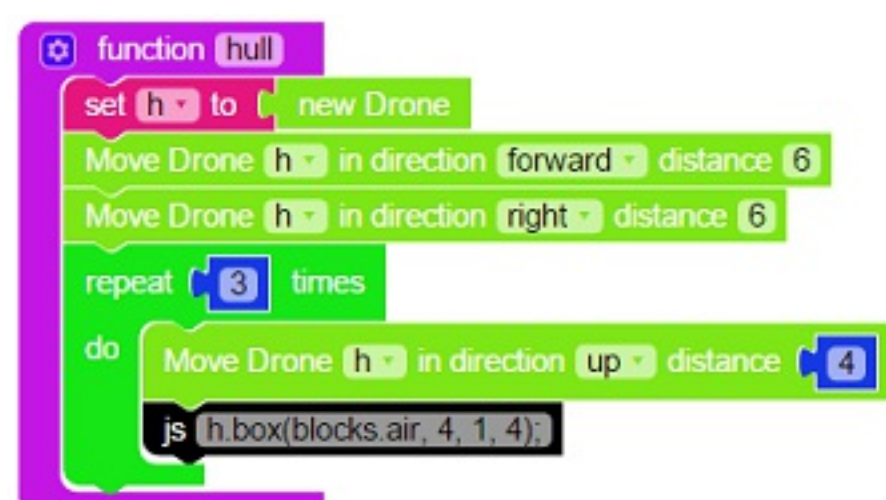 function hull
set h to new Drone
Move Drone h in direction forward distance 6
Move Drone h in direction right distance 6
repeat 3 times
do
Move Drone h in direction up distance 4
js h.box(blocks.air, 4, 1, 4);